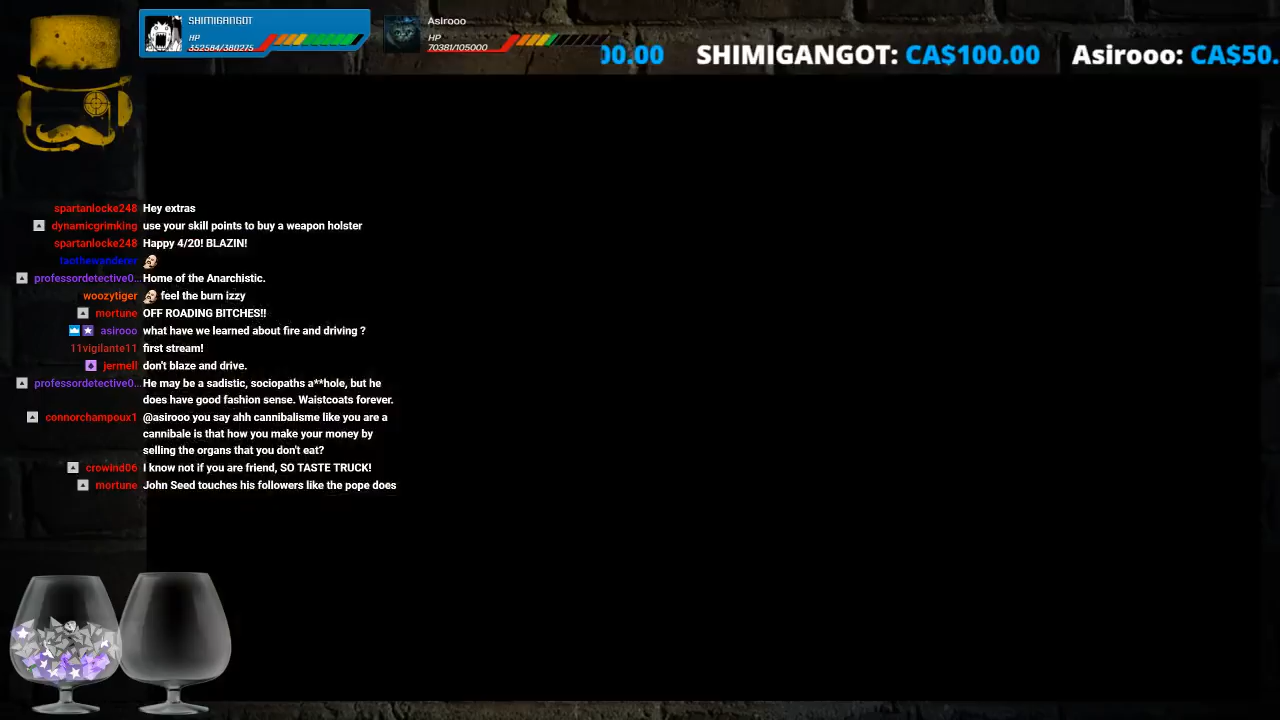 SHIMIGANGOT
HP
352584/380275
Asirooo
HP
70381/105000
00.00 SHIMIGANGOT: CA$100.00 Asirooo: CA$50.
spartanlocke248 Hey extras
dynamicgrimking use your skill points to buy a weapon holster
spartanlocke248 Happy 4/20! BLAZIN!
taothewanderer
professordetective0... Home of the Anarchistic.
woozytiger feel the burn izzy
mortune OFF ROADING BITCHES!!
asirooo what have we learned about fire and driving ?
11vigilante11 first stream!
jermell don't blaze and drive.
professordetective0... He may be a sadistic, sociopaths a**hole, but he
does have good fashion sense. Waistcoats forever.
connorchampoux1 @asirooo you say ahh cannibalisme like you are a
cannibale is that how you make your money by
selling the organs that you don't eat?
crowind06 I know not if you are friend, SO TASTE TRUCK!
mortune John Seed touches his followers like the pope does